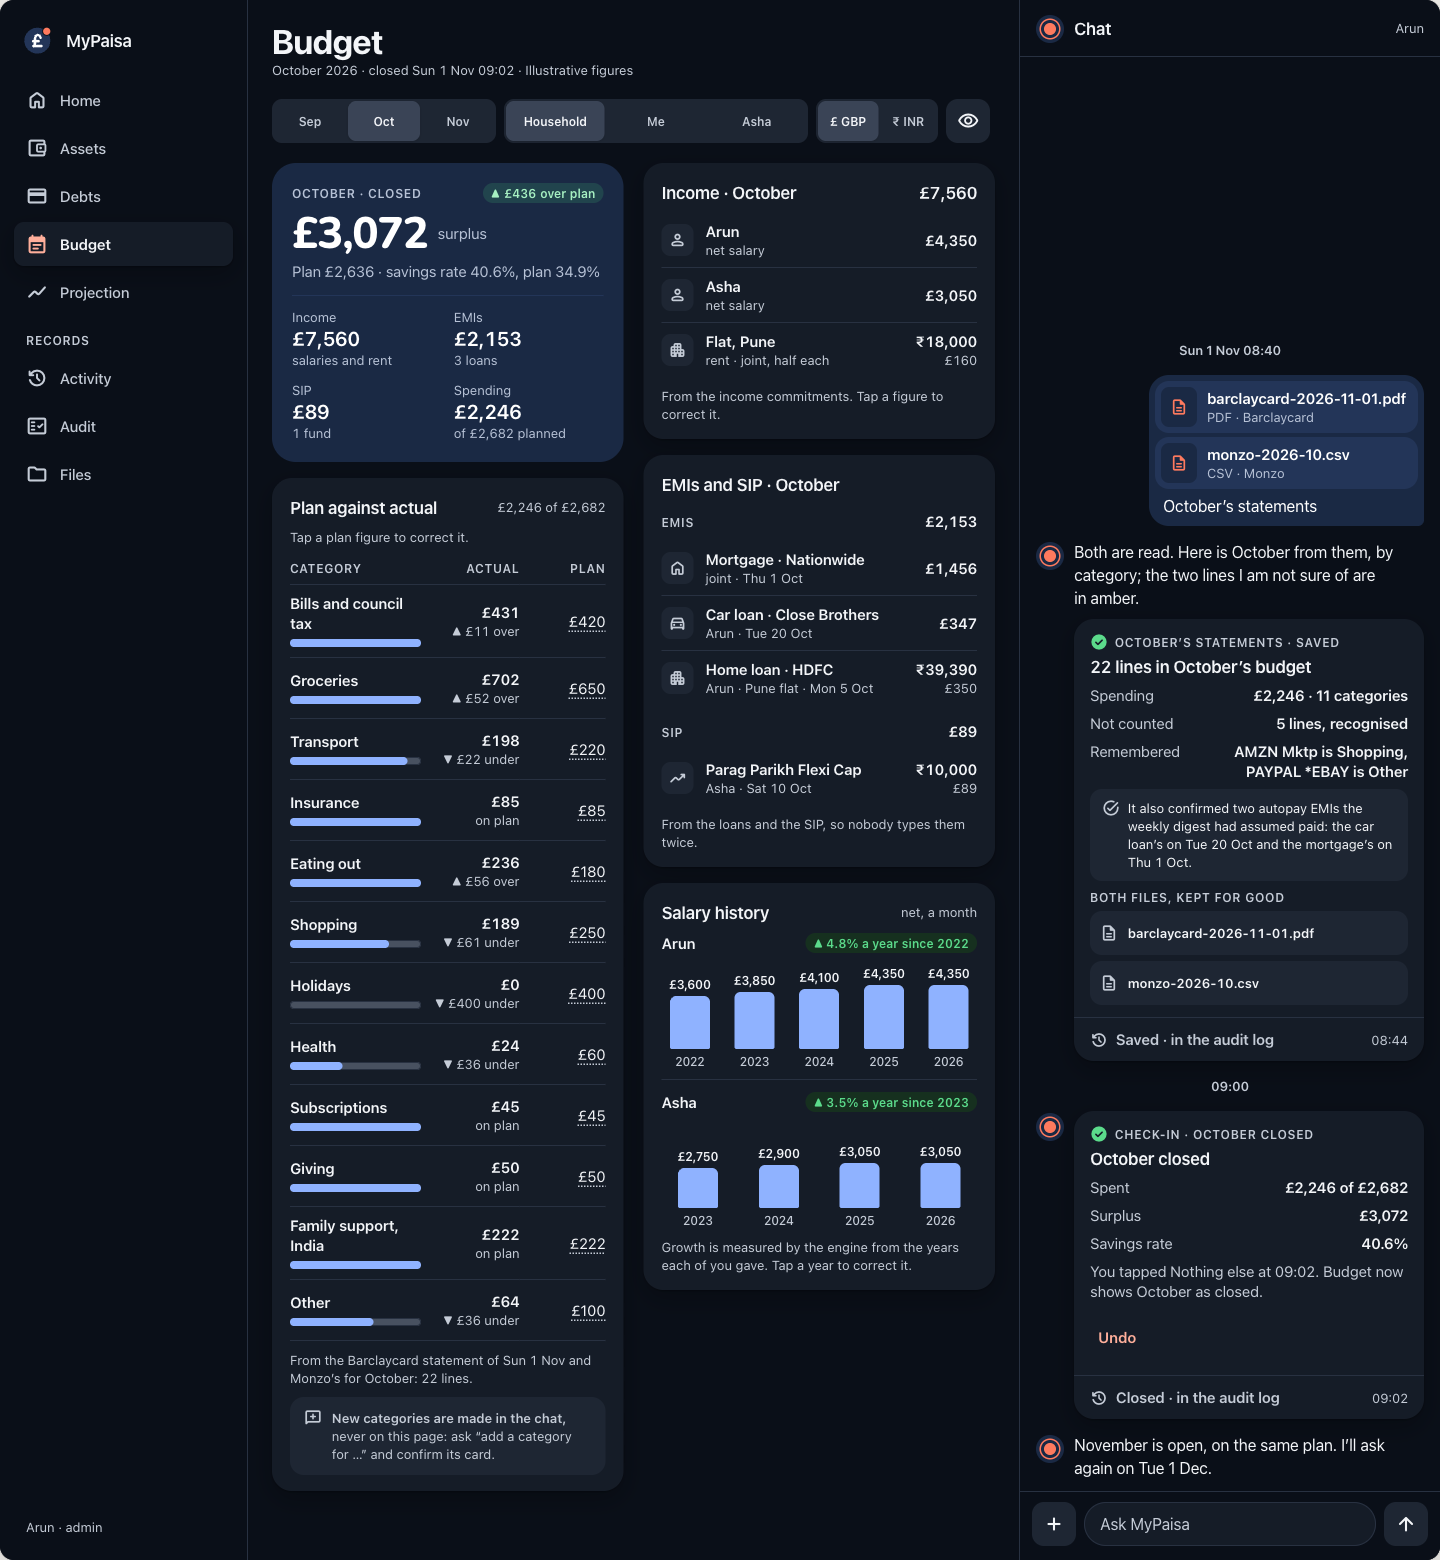 £ MyPaisa
Home
Assets
Debts
Budget
Projection
RECORDS
Activity
Audit
Files
Arun · admin
Budget
October 2026 · closed Sun 1 Nov 09:02 · Illustrative figures
Sep Oct Nov
Household Me Asha
£ GBP ₹ INR
OCTOBER · CLOSED ▲ £436 over plan
£3,072 surplus
Plan £2,636 · savings rate 40.6%, plan 34.9%
Income EMIs
£7,560 £2,153
salaries and rent 3 loans
SIP Spending
£89 £2,246
1 fund of £2,682 planned
Plan against actual £2,246 of £2,682
Tap a plan figure to correct it.
CATEGORY ACTUAL PLAN
Bills and council
tax
£431
▲ £11 over
£420
Groceries £702
▲ £52 over
£650
Transport £198
▼ £22 under
£220
Insurance £85
on plan
£85
Eating out £236
▲ £56 over
£180
Shopping £189
▼ £61 under
£250
Holidays £0
▼ £400 under
£400
Health £24
▼ £36 under
£60
Subscriptions £45
on plan
£45
Giving £50
on plan
£50
Family support,
India
£222
on plan
£222
Other £64
▼ £36 under
£100
From the Barclaycard statement of Sun 1 Nov and
Monzo’s for October: 22 lines.
New categories are made in the chat,
never on this page: ask “add a category
for …” and confirm its card.
Income · October £7,560
Arun
net salary
£4,350
Asha
net salary
£3,050
Flat, Pune ₹18,000
rent · joint, half each £160
From the income commitments. Tap a figure to
correct it.
EMIs and SIP · October
EMIS £2,153
Mortgage · Nationwide
joint · Thu 1 Oct
£1,456
Car loan · Close Brothers
Arun · Tue 20 Oct
£347
Home loan · HDFC ₹39,390
Arun · Pune flat · Mon 5 Oct £350
SIP £89
Parag Parikh Flexi Cap ₹10,000
Asha · Sat 10 Oct £89
From the loans and the SIP, so nobody types them
twice.
Salary history net, a month
Arun ▲ 4.8% a year since 2022
£3,600 £3,850 £4,100 £4,350 £4,350
2022 2023 2024 2025 2026
Asha ▲ 3.5% a year since 2023
£2,750 £2,900 £3,050 £3,050
2023 2024 2025 2026
Growth is measured by the engine from the years
each of you gave. Tap a year to correct it.
Chat Arun
Sun 1 Nov 08:40
barclaycard-2026-11-01.pdf
PDF · Barclaycard
monzo-2026-10.csv
CSV · Monzo
October’s statements
Both are read. Here is October from them, by
category; the two lines I am not sure of are
in amber.
OCTOBER’S STATEMENTS · SAVED
22 lines in October’s budget
Spending £2,246 · 11 categories
Not counted 5 lines, recognised
Remembered AMZN Mktp is Shopping,
PAYPAL *EBAY is Other
It also confirmed two autopay EMIs the
weekly digest had assumed paid: the car
loan’s on Tue 20 Oct and the mortgage’s on
Thu 1 Oct.
BOTH FILES, KEPT FOR GOOD
barclaycard-2026-11-01.pdf
monzo-2026-10.csv
Saved · in the audit log 08:44
09:00
CHECK-IN · OCTOBER CLOSED
October closed
Spent £2,246 of £2,682
Surplus £3,072
Savings rate 40.6%
You tapped Nothing else at 09:02. Budget now
shows October as closed.
Undo
Closed · in the audit log 09:02
November is open, on the same plan. I’ll ask
again on Tue 1 Dec.
Ask MyPaisa